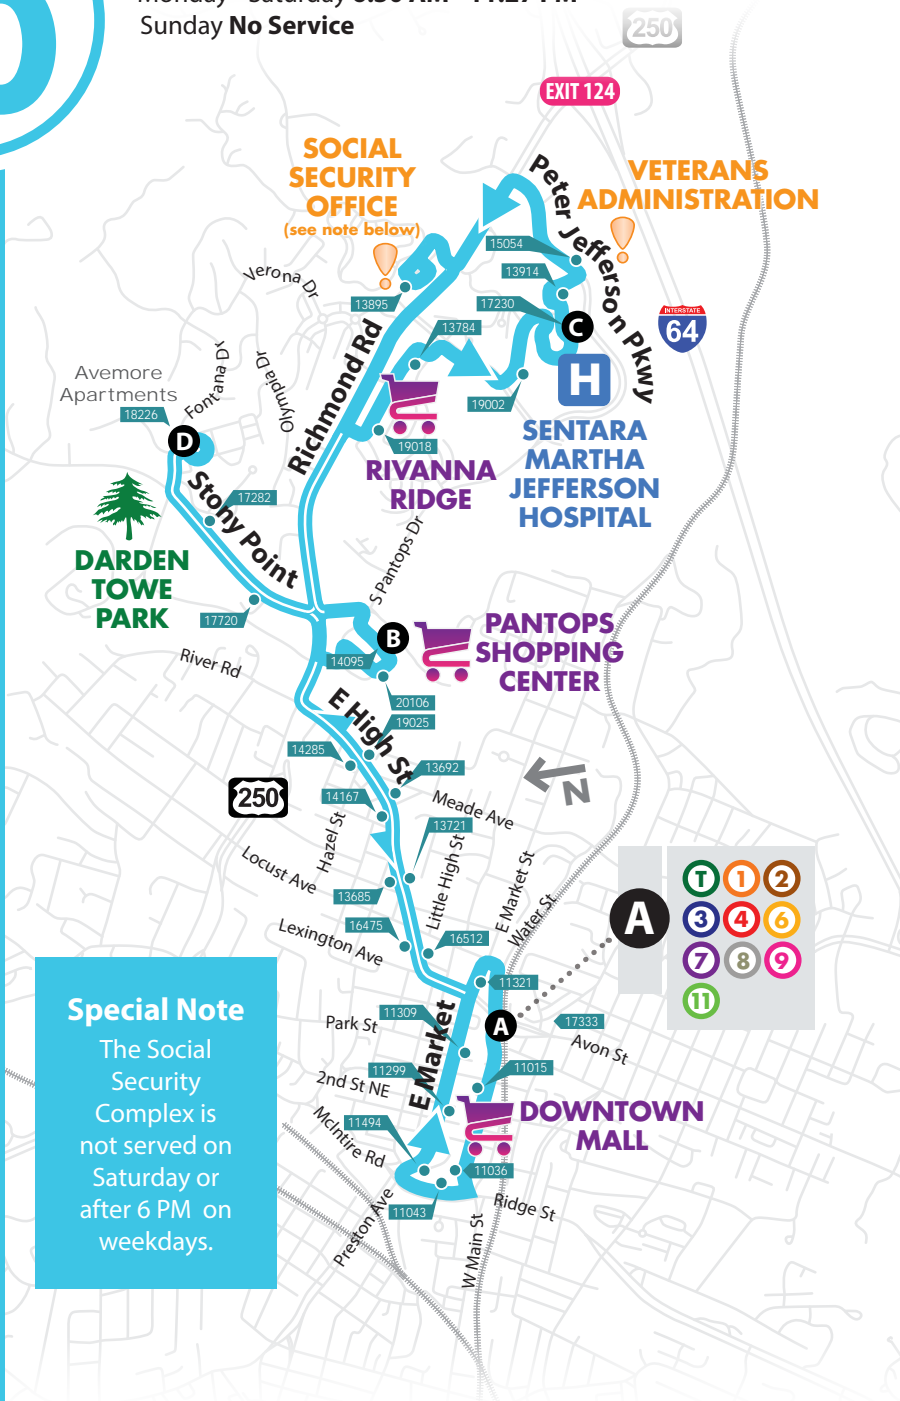 Sunday No Service
250
EXIT 124
SOCIAL
SECURITY
OFFICE
(see note below)
VETERANS
ADMINISTRATION
Peter Jefferson Pkwy
15054
13914
17230
C
INTERSTATE
64
Verona Dr
13895
Richmond Rd
13784
19002
H
SENTARA
MARTHA
JEFFERSON
HOSPITAL
Avemore
Apartments
Fontana Dr
Olympia Dr
18226
D
19018
RIVANNA
RIDGE
Stony Point
17282
DARDEN
TOWE
PARK
17720
S Pantops Dr
B
14095
PANTOPS
SHOPPING
CENTER
River Rd
20106
19025
E High St
14285
13692
250
N
14167
Meade Ave
Hazel St
13721
Locust Ave
13685
Little High St
E Market St
Water St
Lexington Ave
16475
16512
A
T
1
2
3
4
6
7
8
9
11
11321
Park St
11309
A
17333
Avon St
E Market
2nd St NE
11299
11015
McIntire Rd
11494
DOWNTOWN
MALL
11036
11043
Preston Ave
Ridge St
W Main St
Special Note
The Social
Security
Complex is
not served on
Saturday or
after 6 PM on
weekdays.